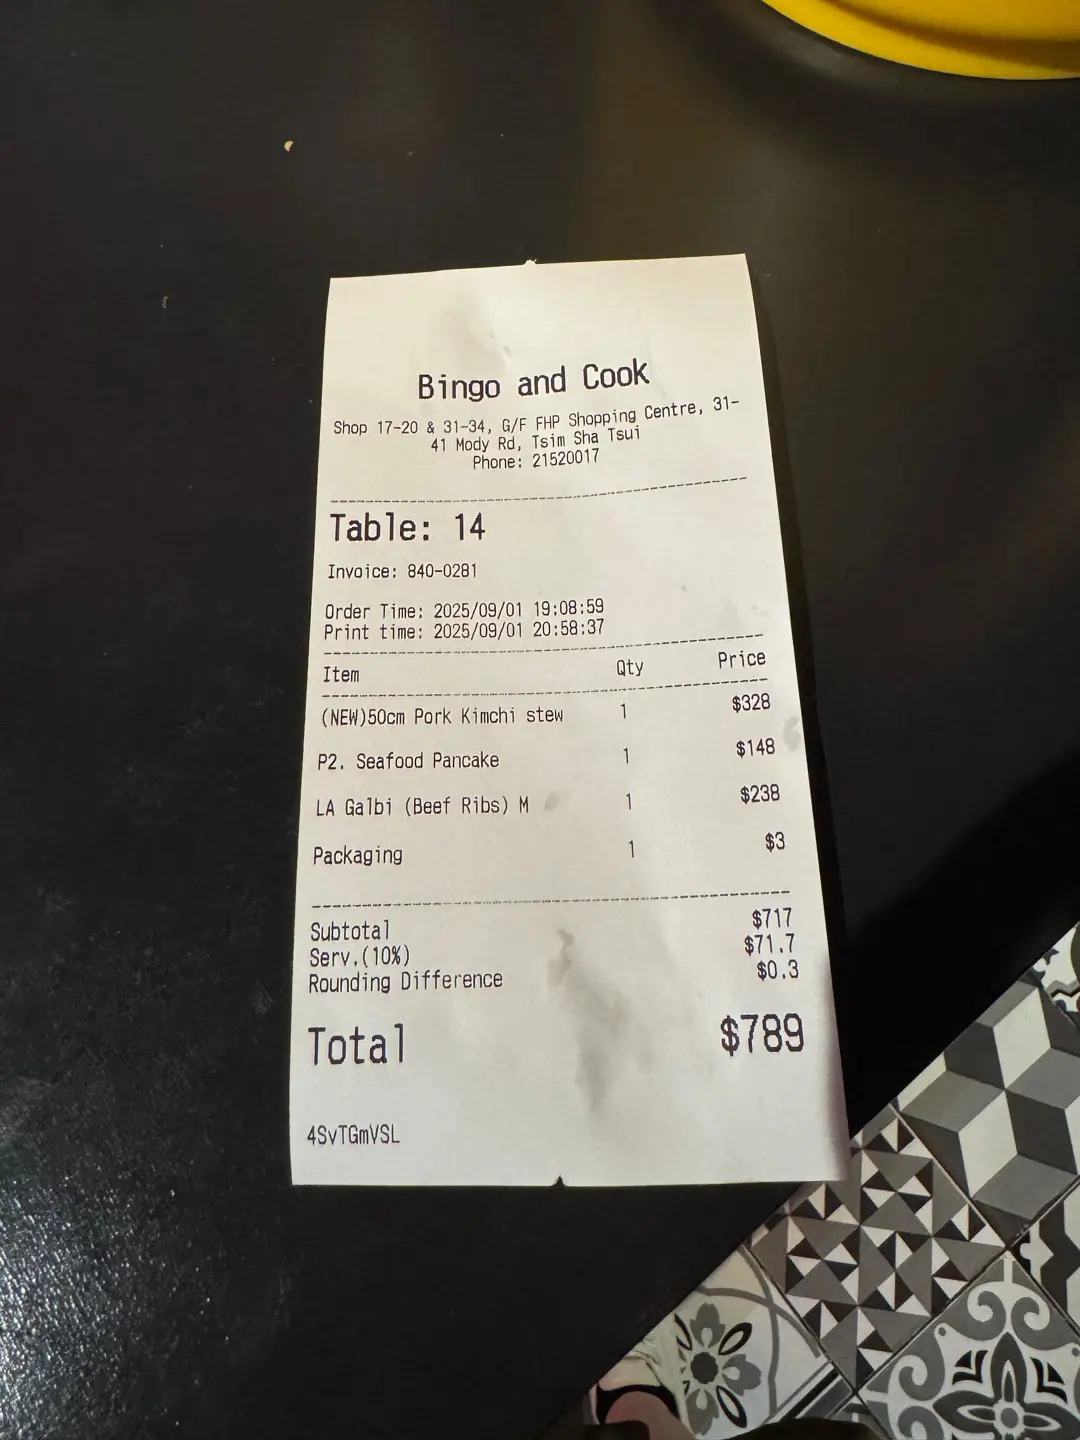 Bingo and Cook
Shop 17-20 & 31-34, G/F FHP Shopping Centre, 31-
41 Mody Rd, Tsim Sha Tsui
Phone: 21520017
Table: 14
Invoice: 840-0281
Order Time: 2025/09/01 19:08:59
Print time: 2025/09/01 20:58:37
Item Qty Price
(NEW)50cm Pork Kimchi stew 1 $328
P2. Seafood Pancake 1 $148
LA Galbi (Beef Ribs) M 1 $238
Packaging 1 $3
Subtotal $717
Serv.(10%) $71.7
Rounding Difference $0.3
Total $789
4SvTGmVSL